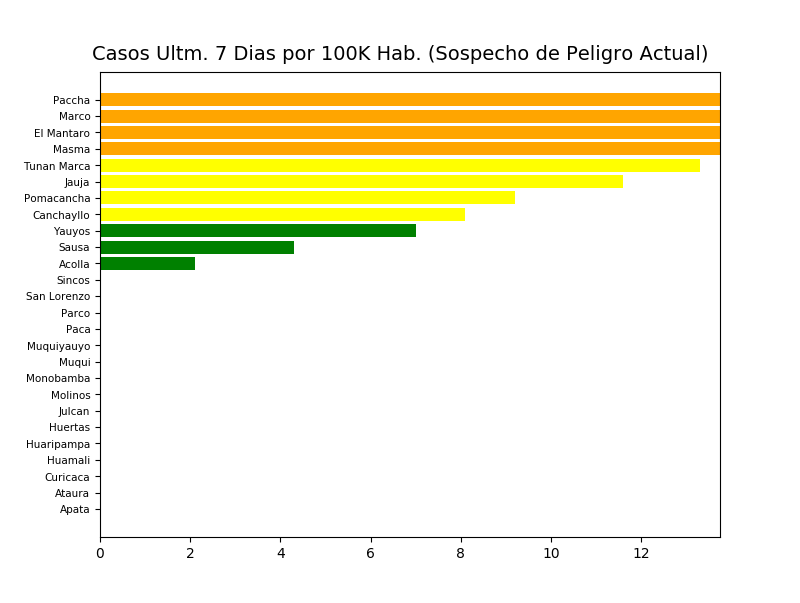 Casos Ultm. 7 Dias por 100K Hab. (Sospecho de Peligro Actual)
Paccha
Marco
El Mantaro
Masma
Tunan Marca
Jauja
Pomacancha
Canchayllo
Yauyos
Sausa
Acolla
Sincos
San Lorenzo
Parco
Paca
Muquiyauyo
Muqui
Monobamba
Molinos
Julcan
Huertas
Huaripampa
Huamali
Curicaca
Ataura
Apata
0 2 4 6 8 10 12